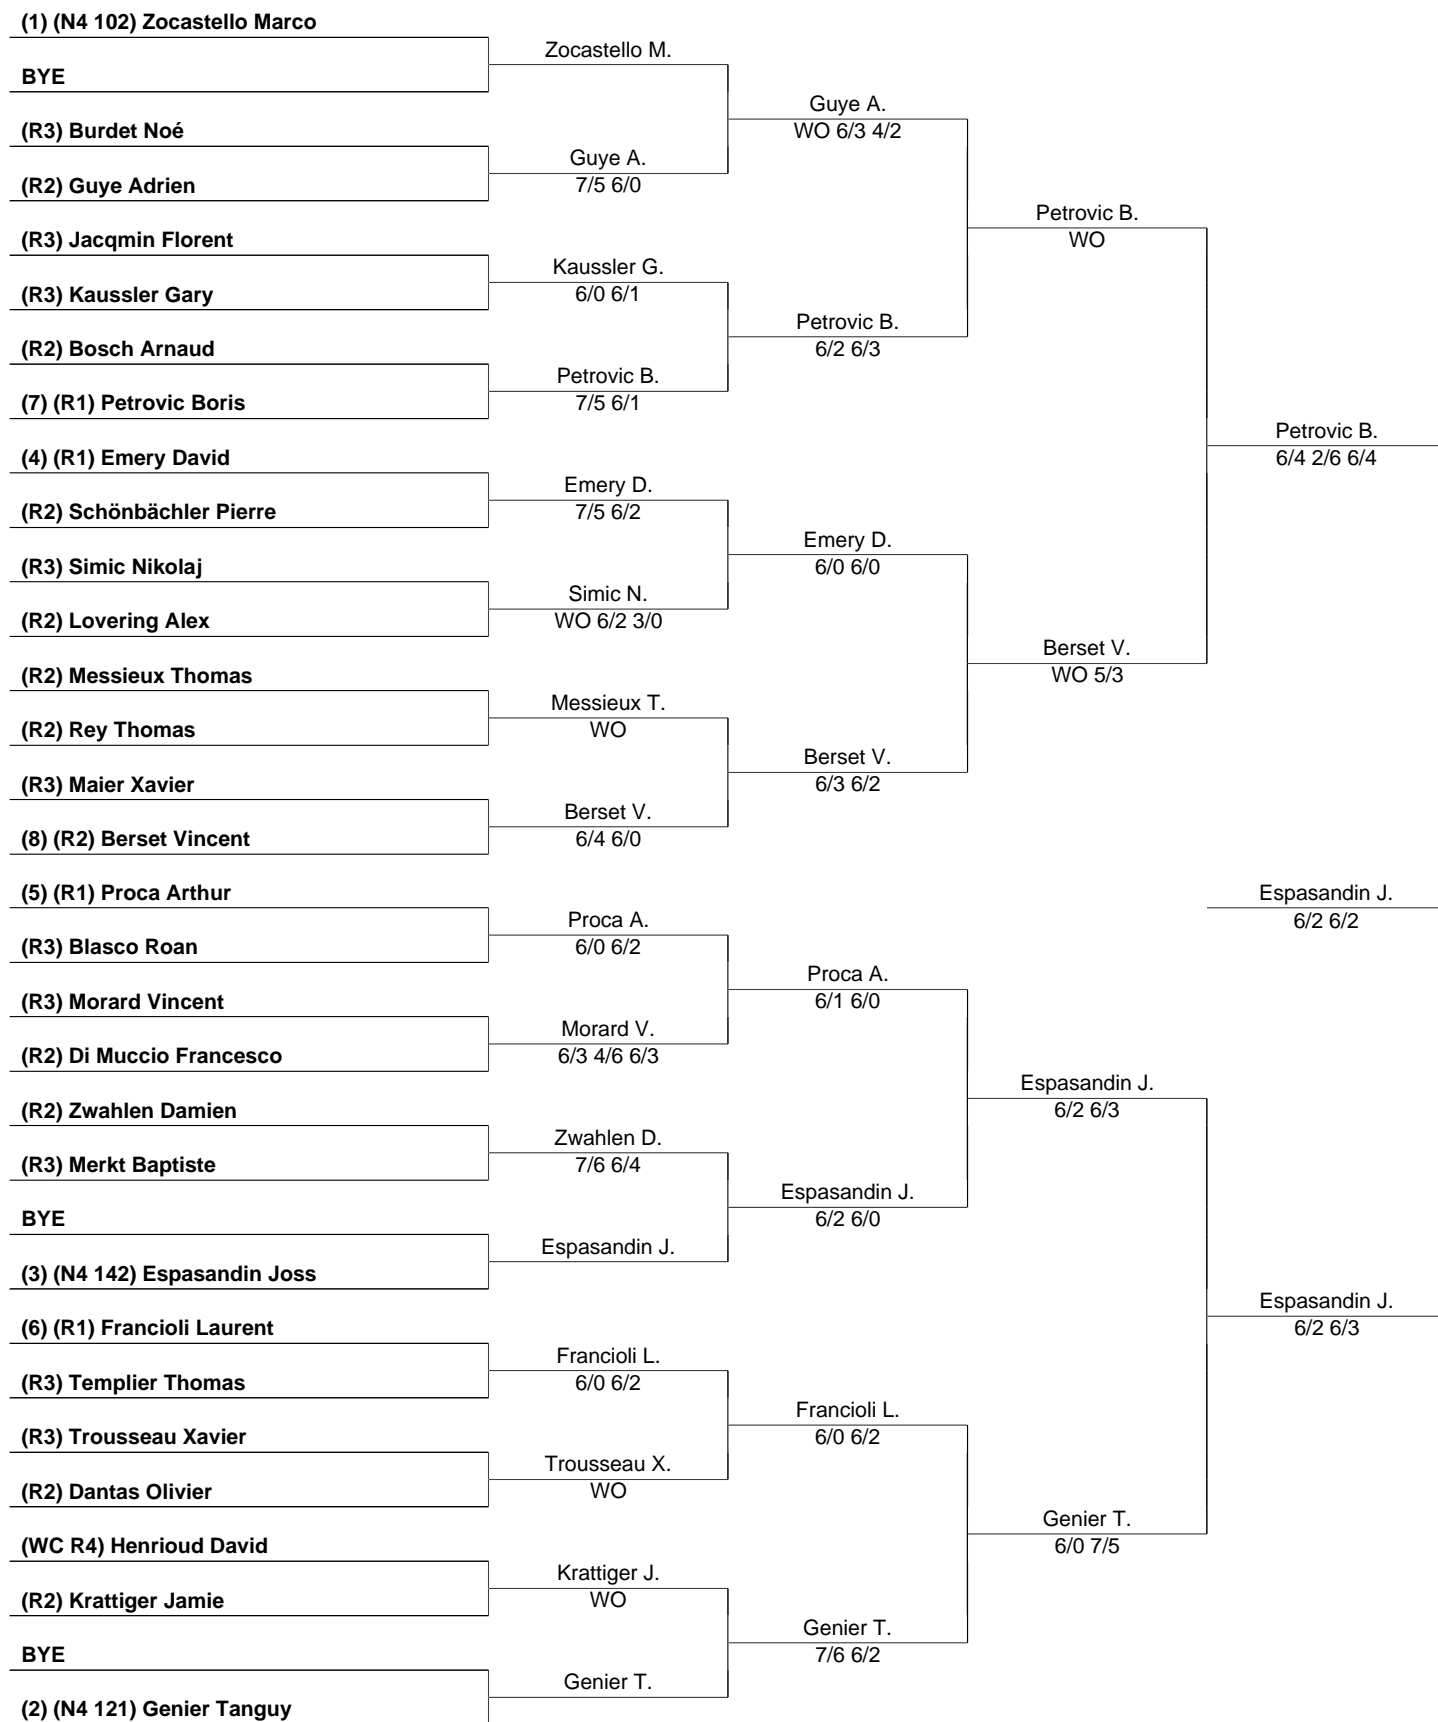 (1) (N4 102) Zocastello Marco
Zocastello M.
BYE
Guye A.
WO 6/3 4/2
(R3) Burdet Noé
Guye A.
7/5 6/0
(R2) Guye Adrien
Petrovic B.
WO
(R3) Jacqmin Florent
Kaussler G.
6/0 6/1
(R3) Kaussler Gary
Petrovic B.
6/2 6/3
(R2) Bosch Arnaud
Petrovic B.
7/5 6/1
(7) (R1) Petrovic Boris
Petrovic B.
6/4 2/6 6/4
(4) (R1) Emery David
Emery D.
7/5 6/2
(R2) Schönbächler Pierre
Emery D.
6/0 6/0
(R3) Simic Nikolaj
Simic N.
WO 6/2 3/0
(R2) Lovering Alex
Berset V.
WO 5/3
(R2) Messieux Thomas
Messieux T.
WO
(R2) Rey Thomas
Berset V.
6/3 6/2
(R3) Maier Xavier
Berset V.
6/4 6/0
(8) (R2) Berset Vincent
(5) (R1) Proca Arthur
Espasandin J.
6/2 6/2
Proca A.
6/0 6/2
(R3) Blasco Roan
Proca A.
6/1 6/0
(R3) Morard Vincent
Morard V.
6/3 4/6 6/3
(R2) Di Muccio Francesco
Espasandin J.
6/2 6/3
(R2) Zwahlen Damien
Zwahlen D.
7/6 6/4
(R3) Merkt Baptiste
Espasandin J.
6/2 6/0
BYE
Espasandin J.
(3) (N4 142) Espasandin Joss
Espasandin J.
6/2 6/3
(6) (R1) Francioli Laurent
Francioli L.
6/0 6/2
(R3) Templier Thomas
Francioli L.
6/0 6/2
(R3) Trousseau Xavier
Trousseau X.
WO
(R2) Dantas Olivier
Genier T.
6/0 7/5
(WC R4) Henrioud David
Krattiger J.
WO
(R2) Krattiger Jamie
Genier T.
7/6 6/2
BYE
Genier T.
(2) (N4 121) Genier Tanguy